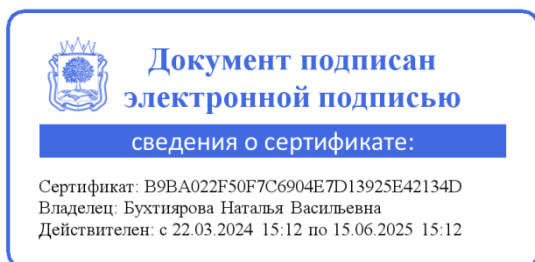 Документ подписан
электронной подписью
сведения о сертификате:
Сертификат: B9BA022F50F7C6904E7D13925E42134D
Владелец: Бухтиярова Наталья Васильевна
Действителен: с 22.03.2024 15:12 по 15.06.2025 15:12